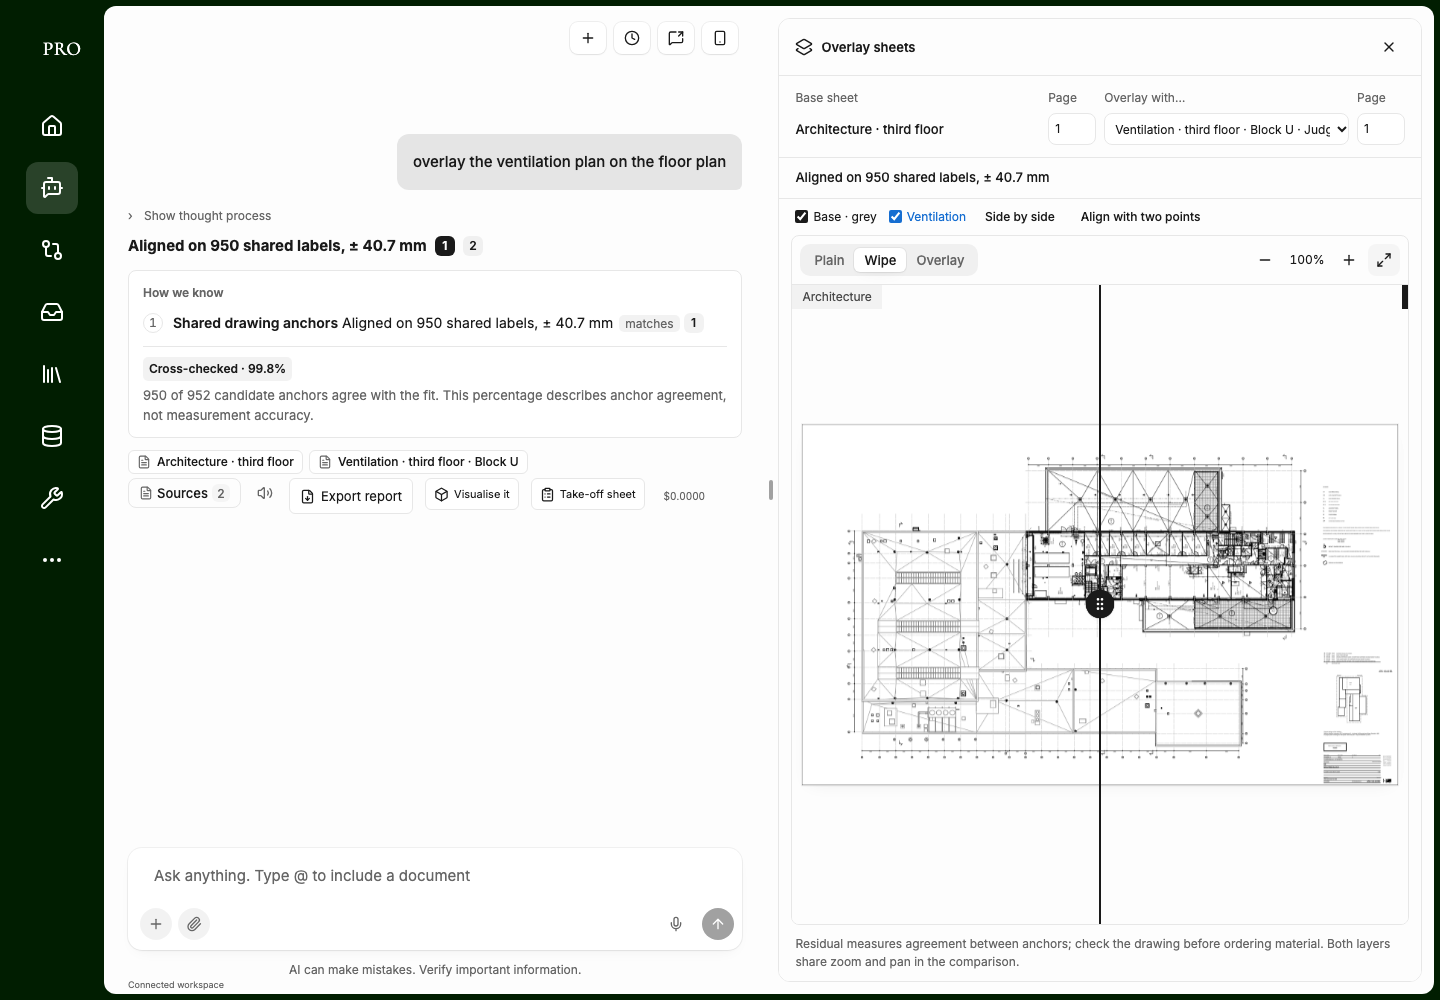 PRO
overlay the ventilation plan on the floor plan
Show thought process
Aligned on 950 shared labels, ± 40.7 mm 1 2
How we know
1 Shared drawing anchors Aligned on 950 shared labels, ± 40.7 mm matches 1
Cross-checked · 99.8%
950 of 952 candidate anchors agree with the fit. This percentage describes anchor agreement,
not measurement accuracy.
Architecture · third floor Ventilation · third floor · Block U
Sources 2 Export report Visualise it Take-off sheet $0.0000
Ask anything. Type @ to include a document
AI can make mistakes. Verify important information.
Connected workspace
Overlay sheets
Base sheet Page Overlay with... Page
Architecture · third floor 1 Ventilation · third floor · Block U · Judg 1
Aligned on 950 shared labels, ± 40.7 mm
Base · grey Ventilation Side by side Align with two points
Plain Wipe Overlay 100%
Architecture
Residual measures agreement between anchors; check the drawing before ordering material. Both layers
share zoom and pan in the comparison.